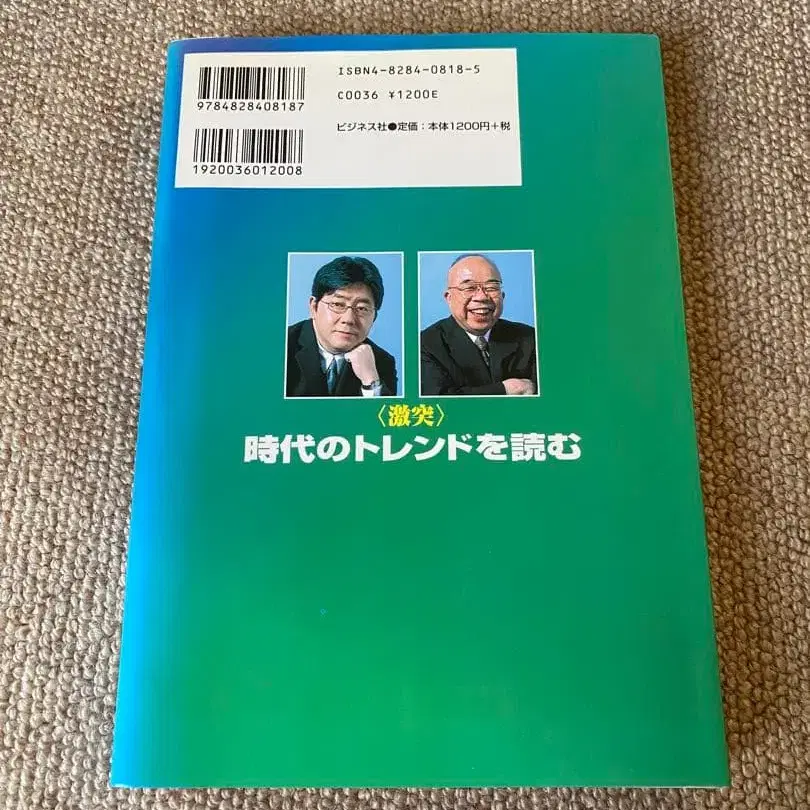 ISBN4-8284-0818-5
C0036 ¥1200E
ビジネス社●定価：本体1200円+税
9784828408187
1920036012008
〈激突〉
時代のトレンドを読む